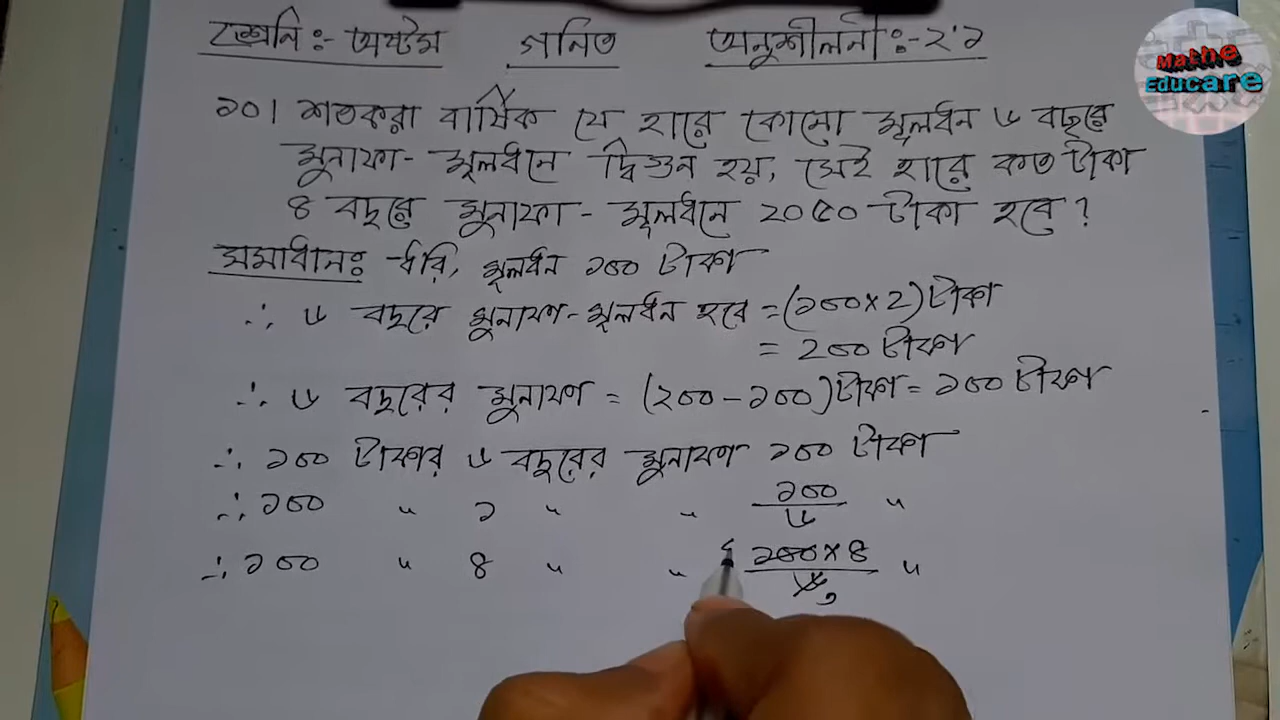 শ্রেনি:- অষ্টম গনিত অনুশীলনী:- ২.১
Mathe Educare
১০। শতকরা বার্ষিক যে হারে কোনো মূলধন ৬ বছরে
মুনাফা-মূলধনে দ্বিগুন হয়, সেই হারে কত টাকা
৪ বছরে মুনাফা-মূলধনে ২০৫০ টাকা হবে?
সমাধান: ধরি, মূলধন ১০০ টাকা
∴ ৬ বছরে মুনাফা-মূলধন হবে = (১০০×২) টাকা
= ২০০ টাকা
∴ ৬ বছরের মুনাফা = (২০০-১০০) টাকা = ১০০ টাকা
∴ ১০০ টাকার ৬ বছরের মুনাফা ১০০ টাকা
∴ ১০০ " ১ " " ১০০/৬ "
∴ ১০০ " ৪ " " ১০০×৪/৬ "
৩